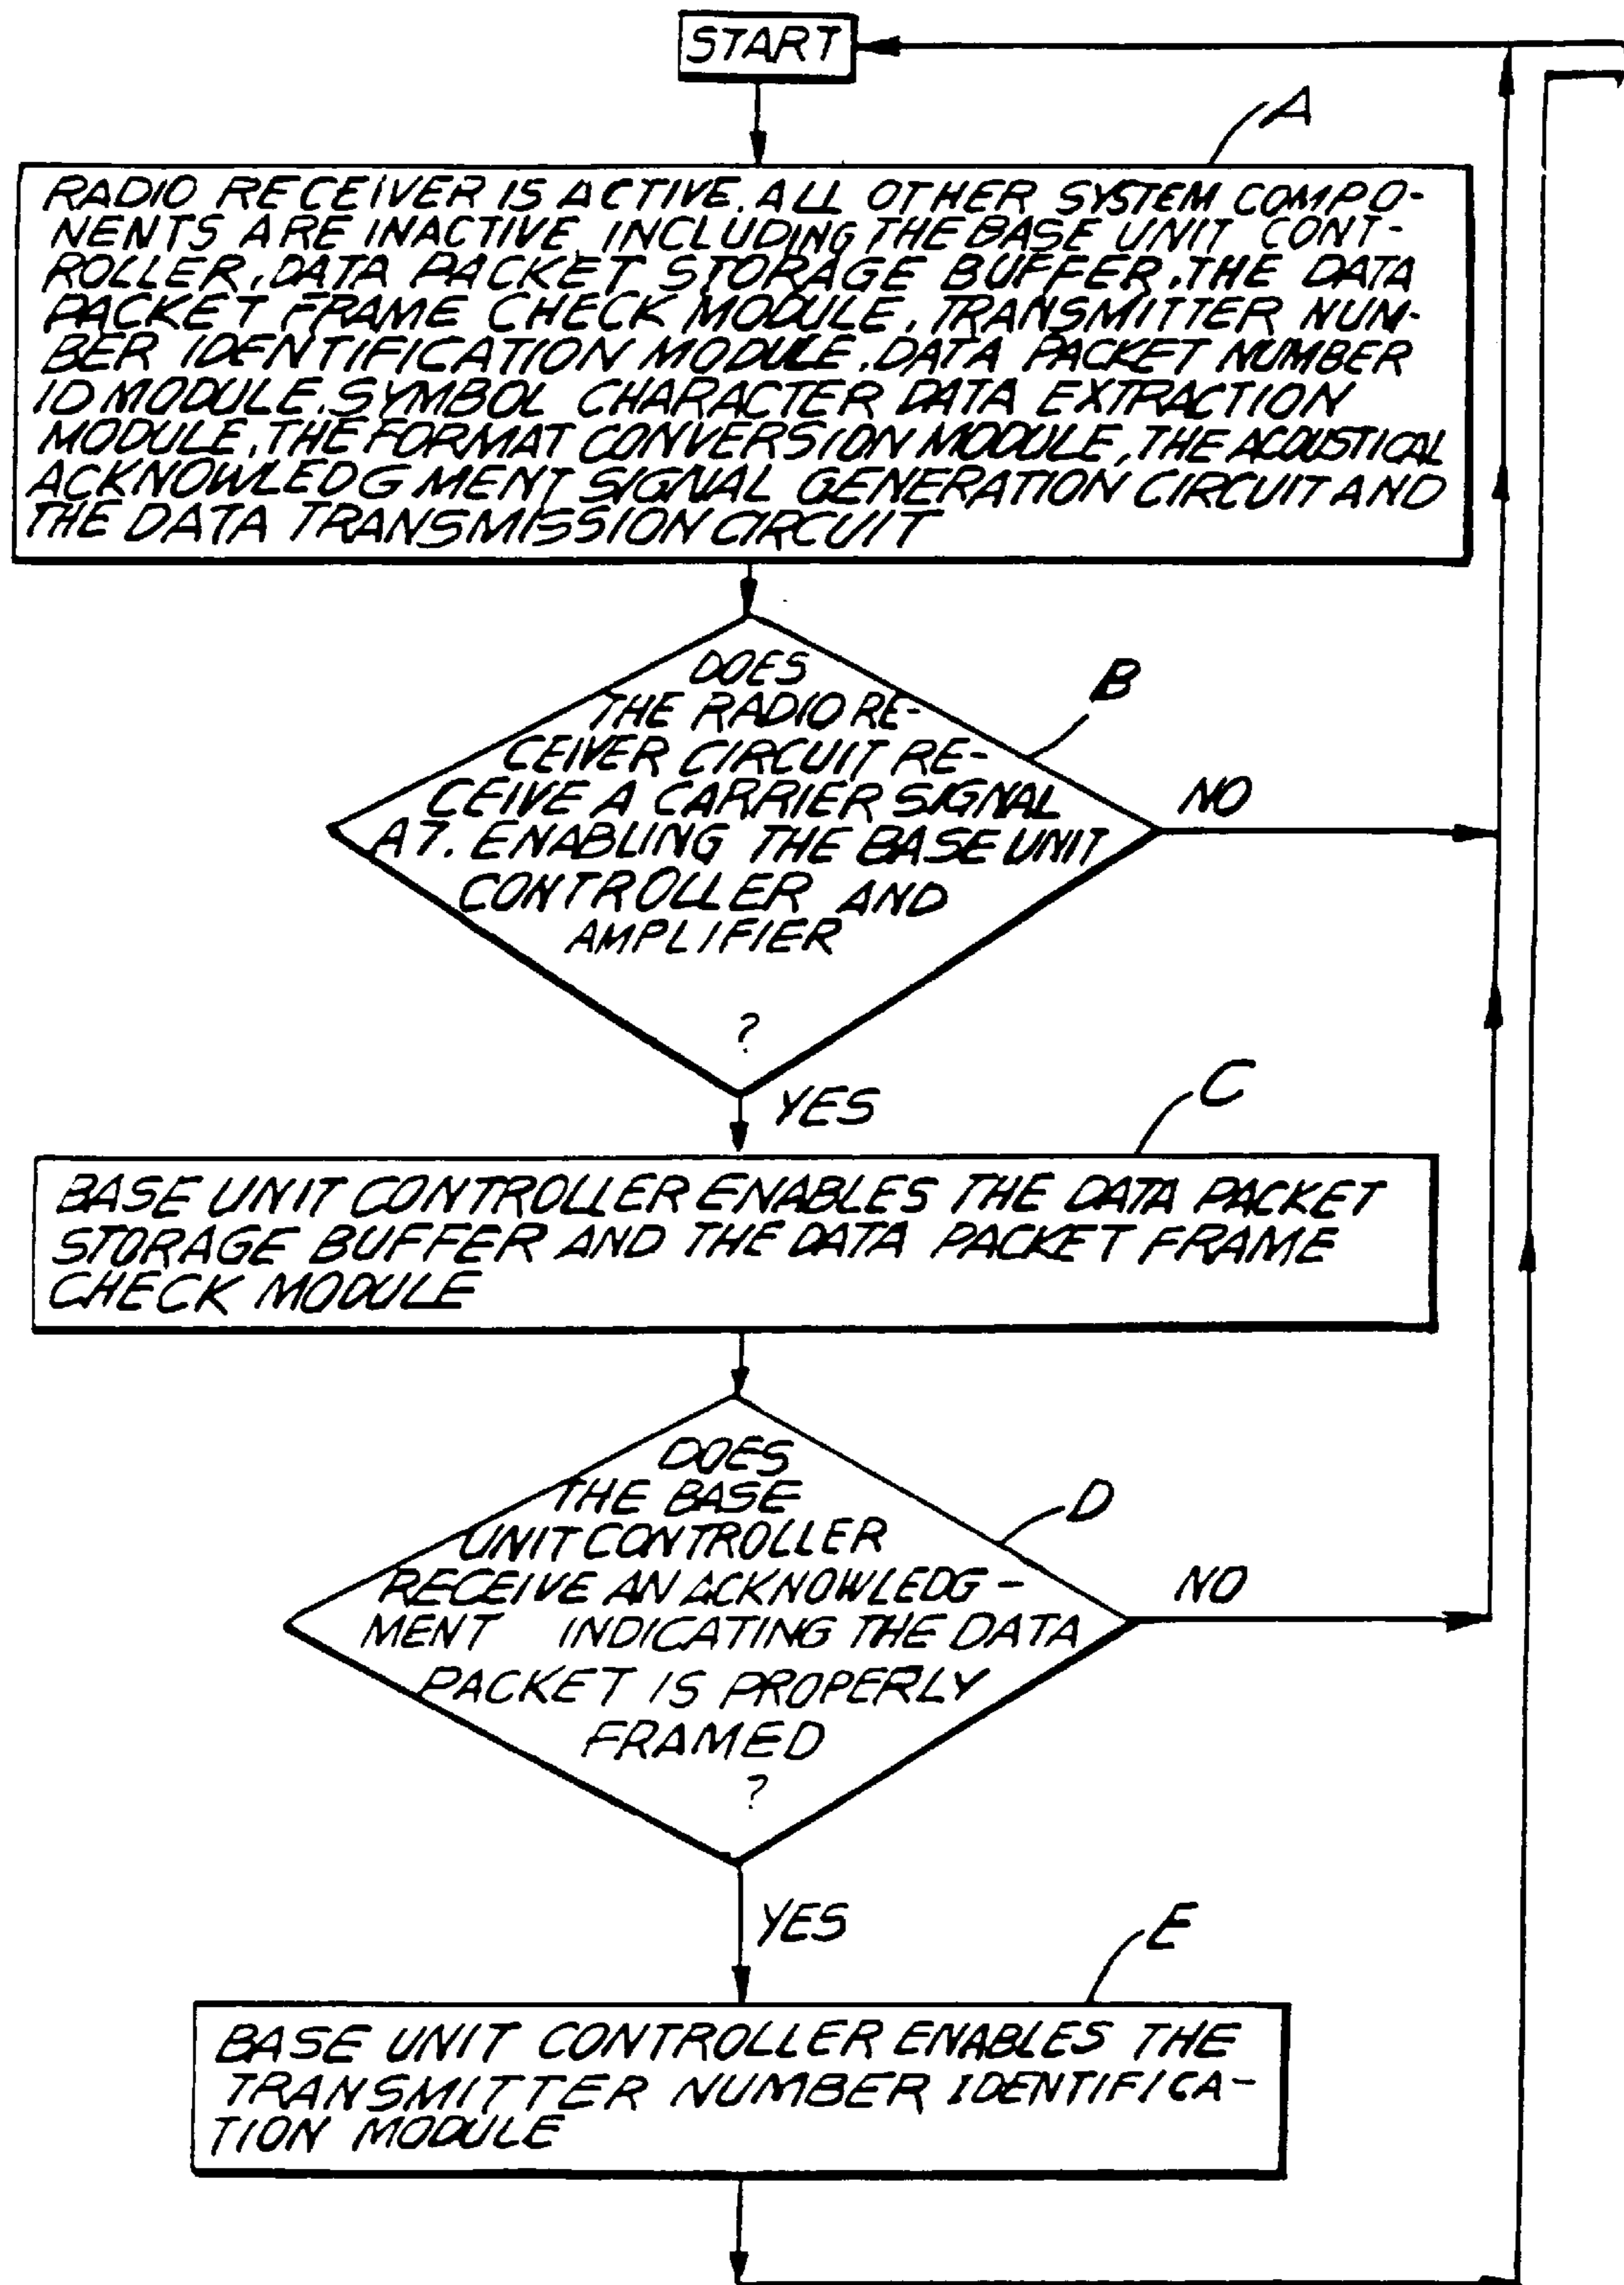 START
A
RADIO RECEIVER IS ACTIVE. ALL OTHER SYSTEM COMPO-
NENTS ARE INACTIVE, INCLUDING THE BASE UNIT CONT-
ROLLER, DATA PACKET STORAGE BUFFER, THE DATA
PACKET FRAME CHECK MODULE, TRANSMITTER NUM-
BER IDENTIFICATION MODULE, DATA PACKET NUMBER
ID MODULE, SYMBOL CHARACTER DATA EXTRACTION
MODULE, THE FORMAT CONVERSION MODULE, THE ACOUSTICAL
ACKNOWLEDGMENT SIGNAL GENERATION CIRCUIT AND
THE DATA TRANSMISSION CIRCUIT
B
DOES
THE RADIO RE-
CEIVER CIRCUIT RE-
CEIVE A CARRIER SIGNAL
A7. ENABLING THE BASE UNIT
CONTROLLER AND
AMPLIFIER
?
NO
YES
C
BASE UNIT CONTROLLER ENABLES THE DATA PACKET
STORAGE BUFFER AND THE DATA PACKET FRAME
CHECK MODULE
D
DOES
THE BASE
UNIT CONTROLLER
RECEIVE AN ACKNOWLEDG-
MENT INDICATING THE DATA
PACKET IS PROPERLY
FRAMED
?
NO
YES
E
BASE UNIT CONTROLLER ENABLES THE
TRANSMITTER NUMBER IDENTIFICA-
TION MODULE